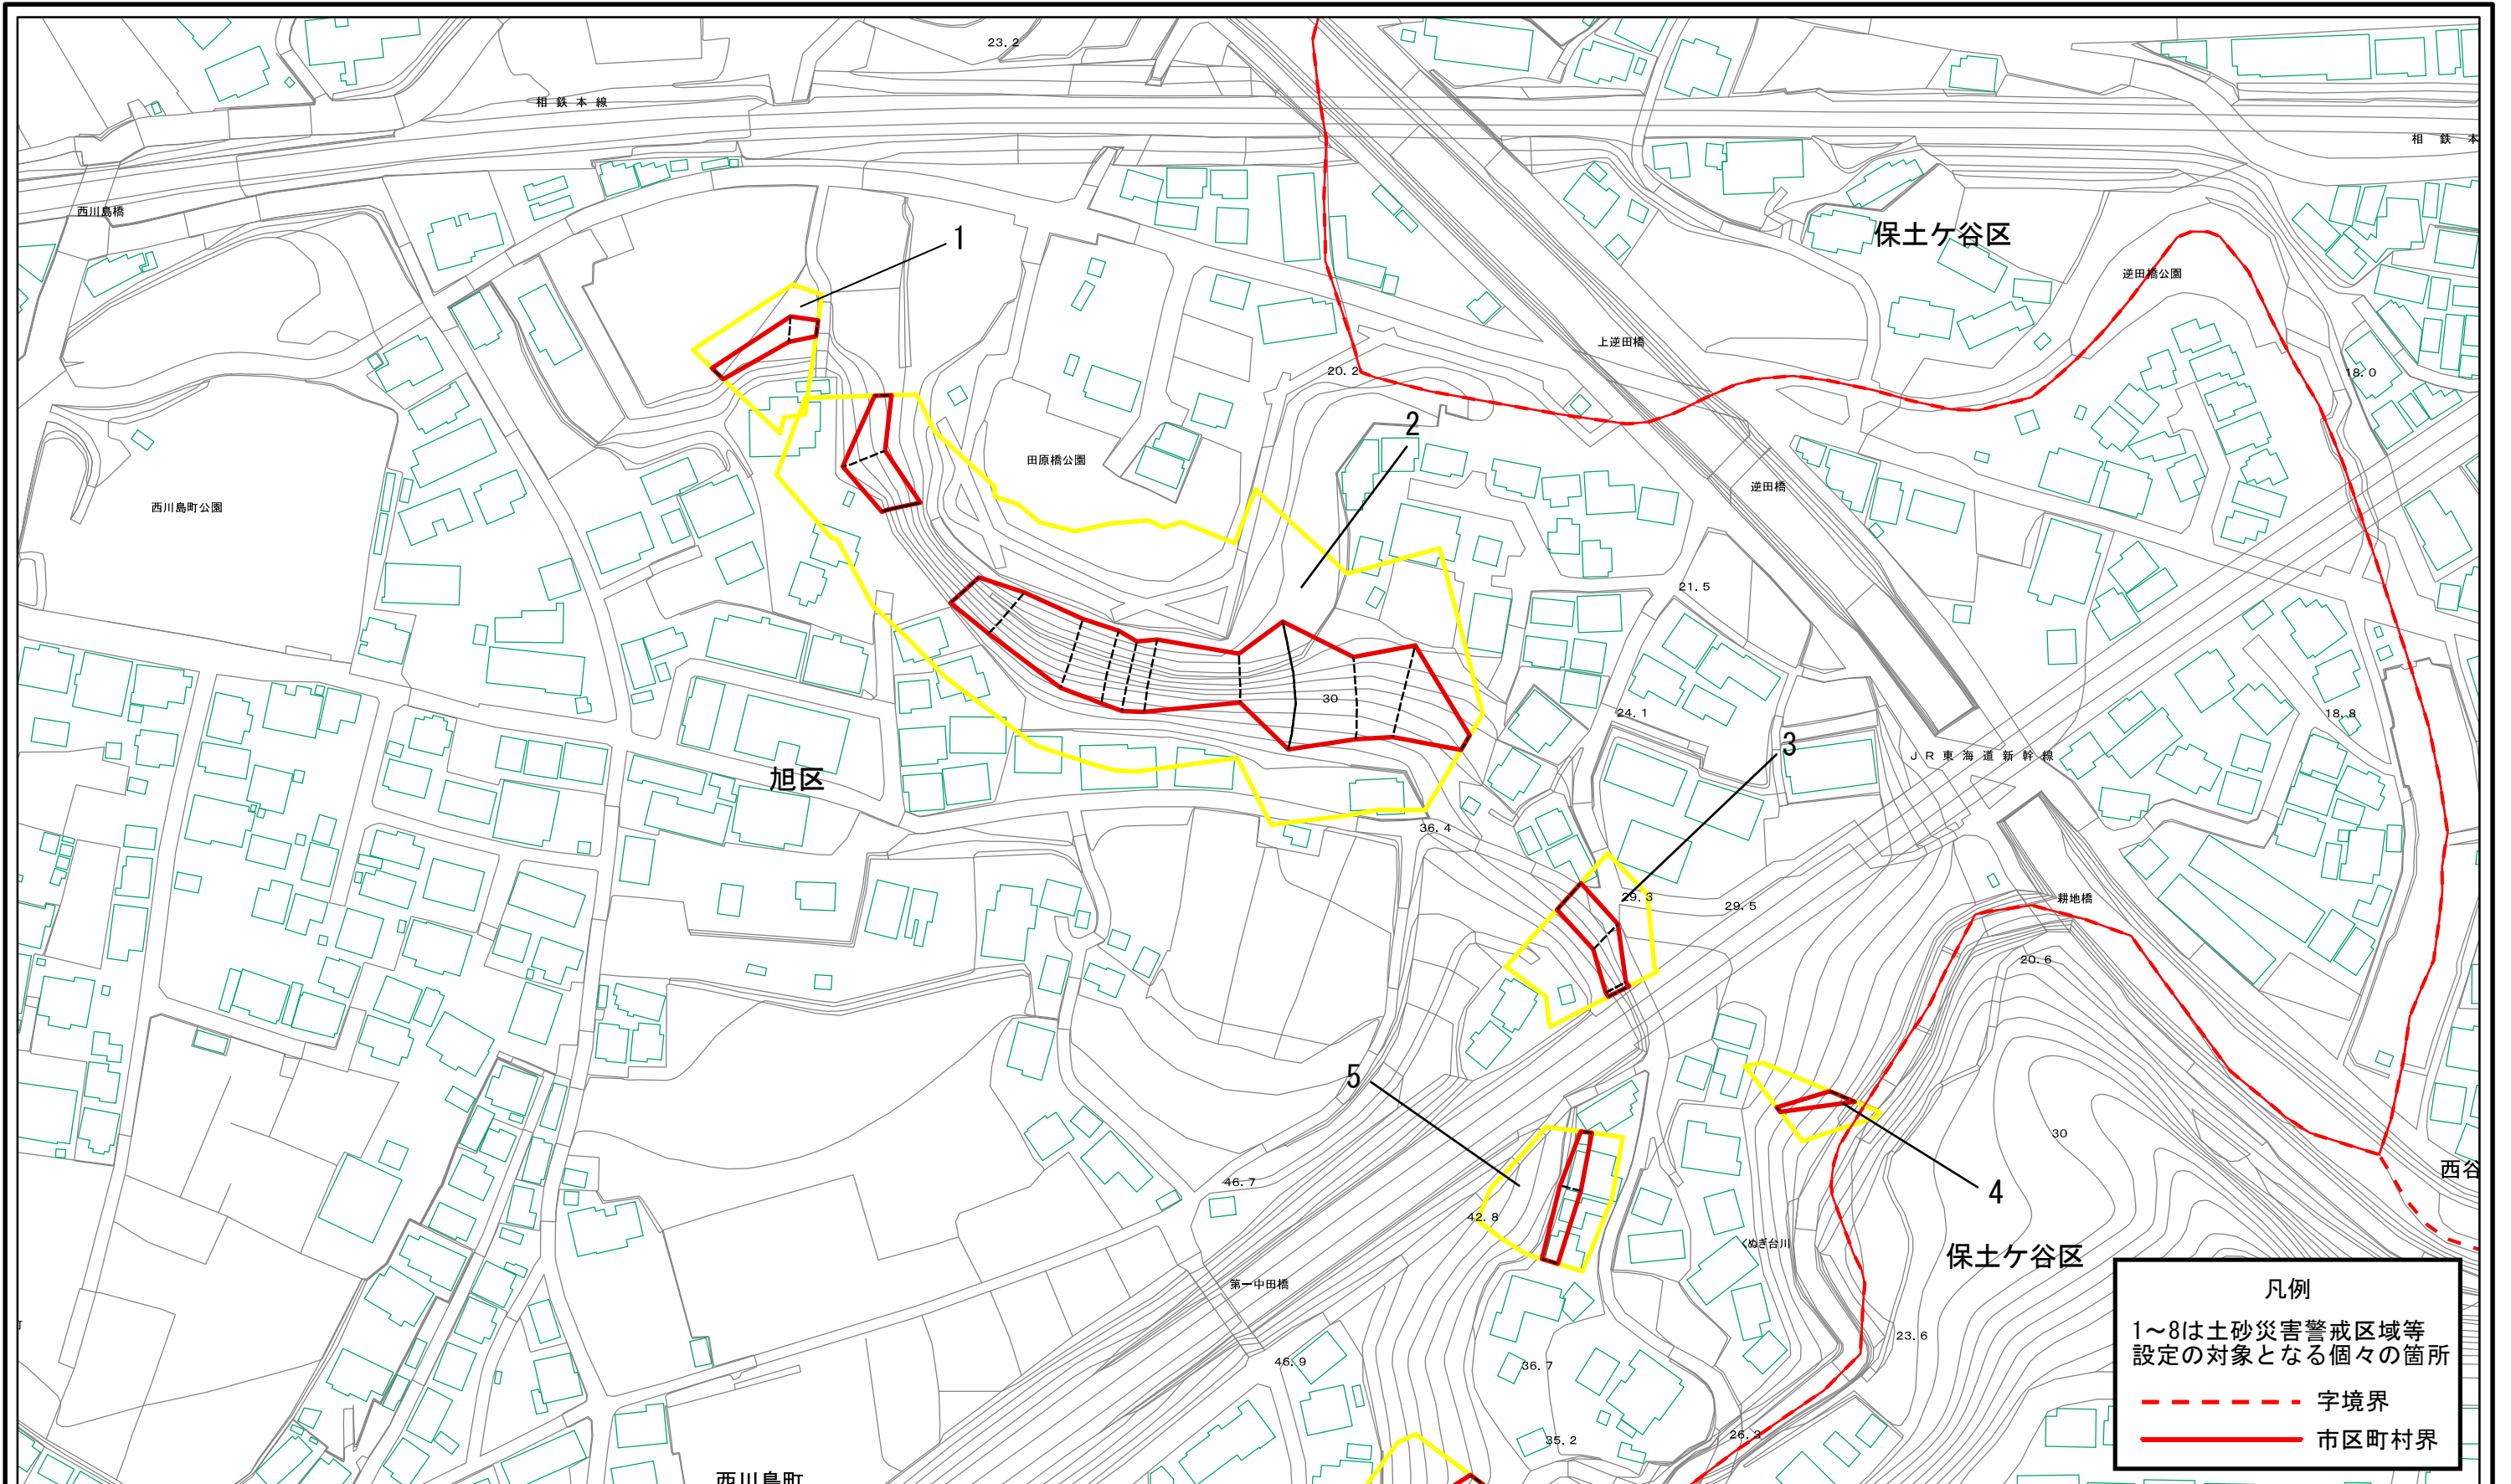 23.2
相鉄本線
相鉄本
西川島橋
1
保土ケ谷区
逆田橋公園
上逆田橋
20.2
18.0
2
田原橋公園
逆田橋
西川島町公園
21.5
30
24.1
18.8
3
JR東海道新幹線
旭区
36.4
29.3
29.5
耕地橋
20.6
5
30
46.7
4
西谷
42.8
くぬぎ台川
保土ケ谷区
第一中田橋
凡例
1～8は土砂災害警戒区域等
設定の対象となる個々の箇所
字境界
市区町村界
23.6
46.9
36.7
35.2
26.3
西川島町